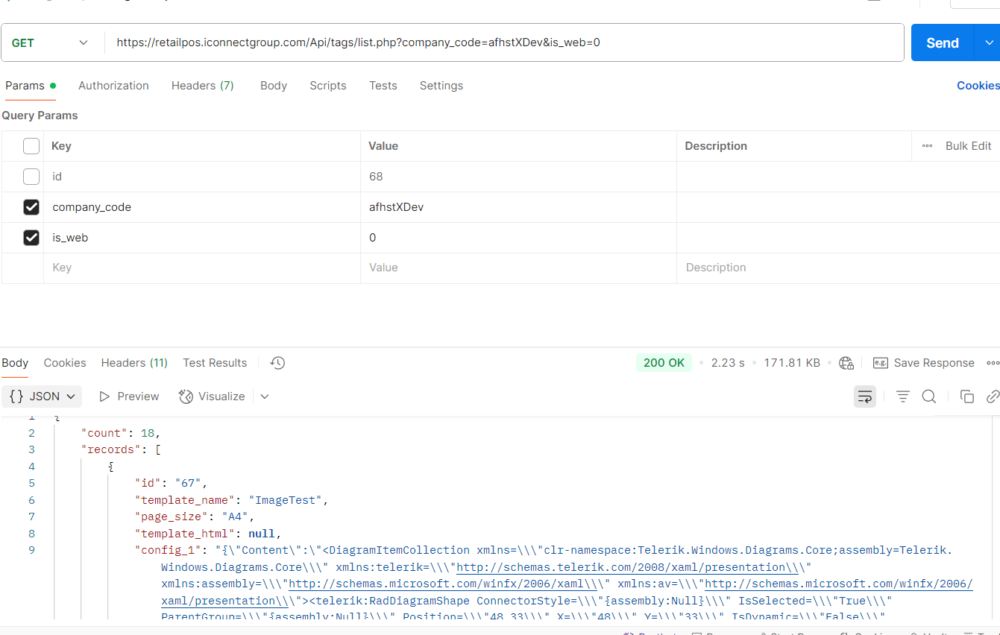 GET
https://retailpos.iconnectgroup.com/Api/tags/list.php?company_code=afhstXDev&is_web=0
Send
Params
Authorization
Headers (7)
Body
Scripts
Tests
Settings
Cookies
Query Params
Key Value Description Bulk Edit
id 68
company_code afhstXDev
is_web 0
Key Value Description
Body Cookies Headers (11) Test Results
200 OK 2.23 s 171.81 KB e.g. Save Response
{} JSON Preview Visualize
1 {
2 "count": 18,
3 "records": [
4 {
5 "id": "67",
6 "template_name": "ImageTest",
7 "page_size": "A4",
8 "template_html": null,
9 "config_1": "{\"Content\":\"<DiagramItemCollection xmlns=\\\"clr-namespace:Telerik.Windows.Diagrams.Core;assembly=Telerik.
Windows.Diagrams.Core\\\" xmlns:telerik=\\\"http://schemas.telerik.com/2008/xaml/presentation\\\"
xmlns:assembly=\\\"http://schemas.microsoft.com/winfx/2006/xaml\\\" xmlns:av=\\\"http://schemas.microsoft.com/winfx/2006/
xaml/presentation\\\"><telerik:RadDiagramShape ConnectorStyle=\\\"{assembly:Null}\\\" IsSelected=\\\"True\\\"
ParentGroup=\\\"{assembly:Null}\\\" Position=\\\"48,33\\\" X=\\\"48\\\" Y=\\\"33\\\" IsDynamic=\\\"False\\\"